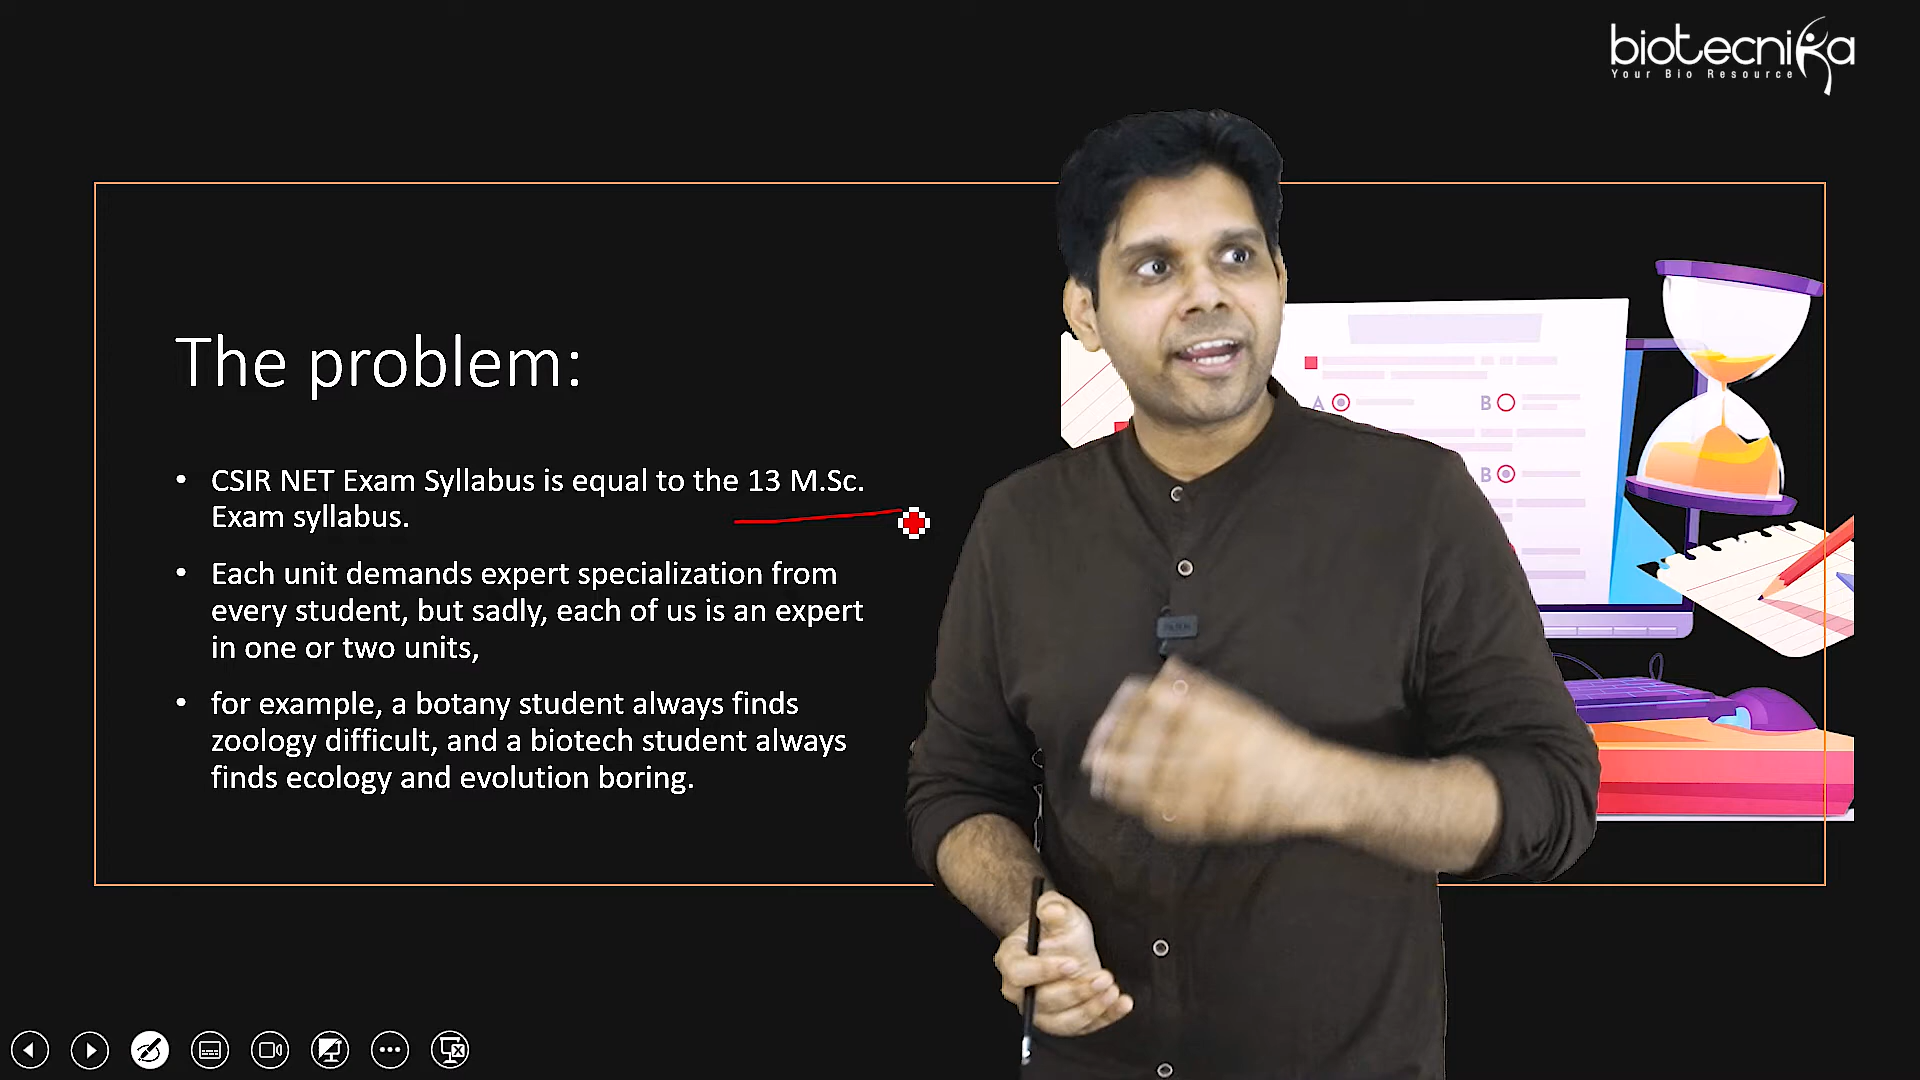 biotecnika
Your Bio Resource
The problem:
• CSIR NET Exam Syllabus is equal to the 13 M.Sc.
Exam syllabus.
• Each unit demands expert specialization from
every student, but sadly, each of us is an expert
in one or two units,
• for example, a botany student always finds
zoology difficult, and a biotech student always
finds ecology and evolution boring.
A B
B